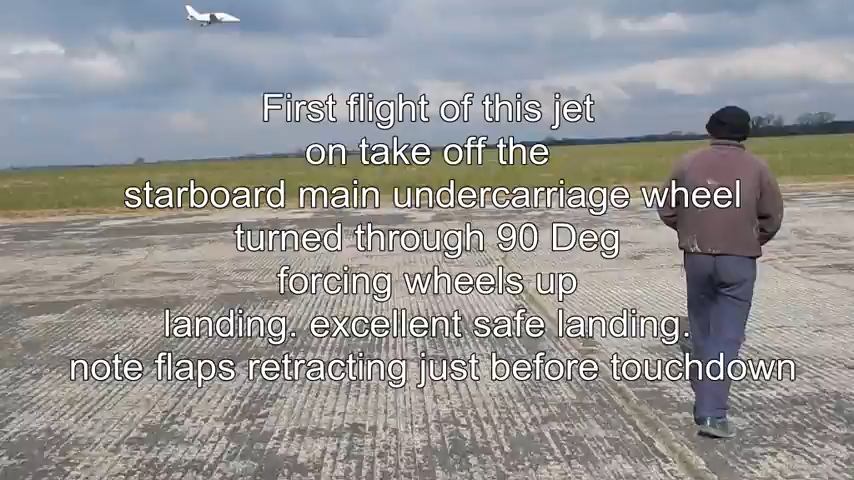 First flight of this jet
on take off the
starboard main undercarriage wheel
turned through 90 Deg
forcing wheels up
landing. excellent safe landing.
note flaps retracting just before touchdown